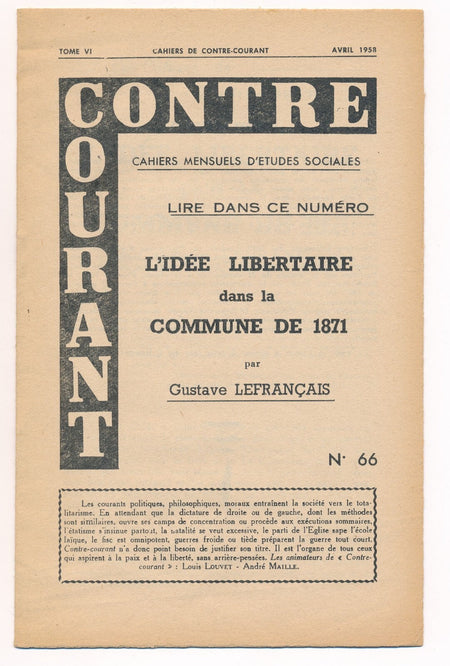 TOME VI CAHIERS DE CONTRE-COURANT AVRIL 1958
CONTRE
COURANT
CAHIERS MENSUELS D'ETUDES SOCIALES
LIRE DANS CE NUMÉRO
L'IDÉE LIBERTAIRE
dans la
COMMUNE DE 1871
par
Gustave LEFRANÇAIS
N° 66
Les courants politiques, philosophiques, moraux entraînent la société vers le tota-
litarisme. En attendant que la dictature de droite ou de gauche, dont les méthodes
sont similaires, ouvre ses camps de concentration ou procède aux exécutions sommaires,
l'étatisme s'insinue partout, la natalité se veut excessive, le parti de l'Eglise sape l'école
laïque, le fisc est omnipotent, guerres froide ou tiède préparent la guerre tout court.
Contre-courant n'a donc point besoin de justifier son titre. Il est l'organe de tous ceux
qui aspirent à la paix et à la liberté, sans arrière-pensées. Les animateurs de « Contre-
courant » : Louis LOUVET - André MAILLE.